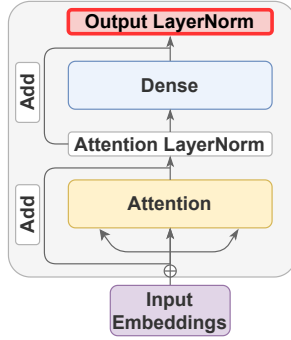 Output LayerNorm
Add
Dense
Attention LayerNorm
Add
Attention
Input
Embeddings